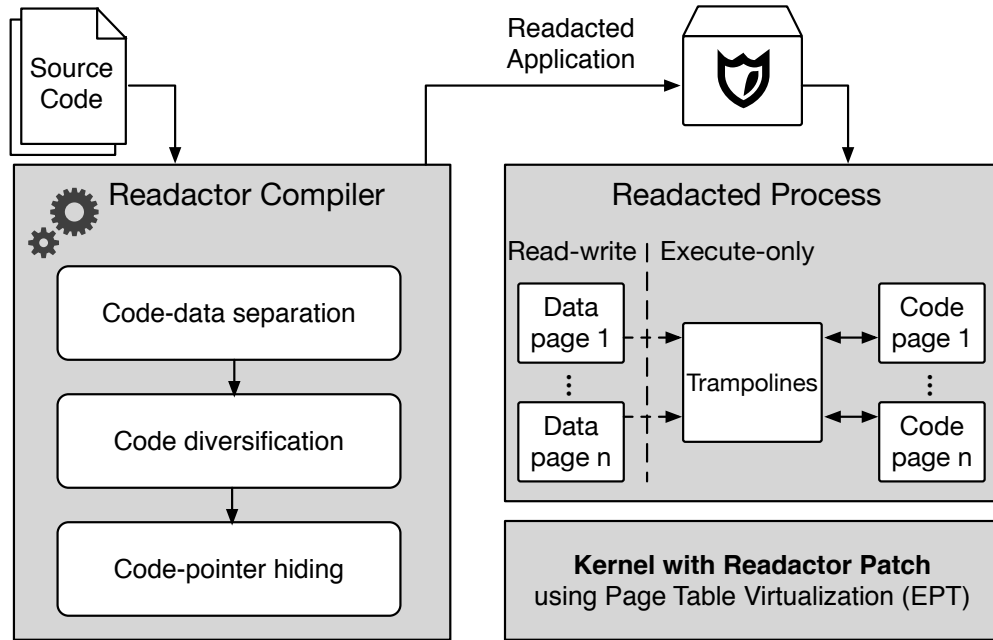 Source
Code
Readacted
Application
Readactor Compiler
Code-data separation
Code diversification
Code-pointer hiding
Readacted Process
Read-write
Execute-only
Data
page 1
Trampolines
Code
page 1
Data
page n
Code
page n
Kernel with Readactor Patch
using Page Table Virtualization (EPT)